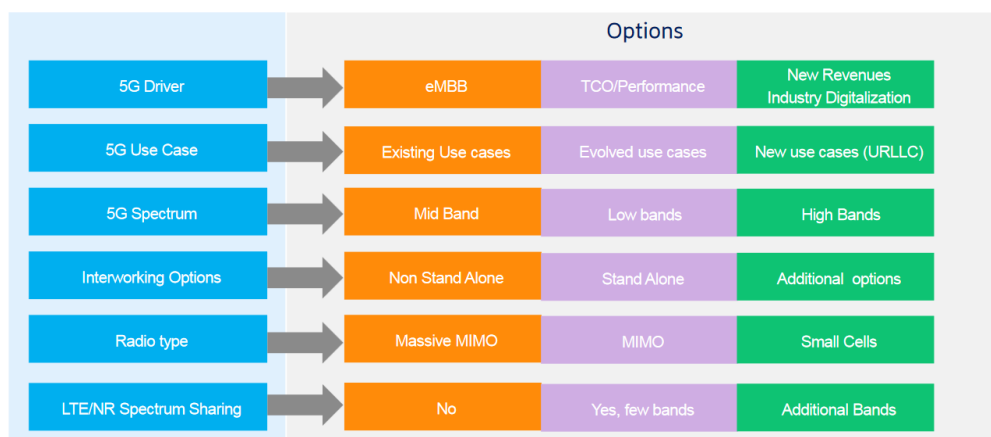 Options
5G Driver
eMBB
TCO/Performance
New Revenues
Industry Digitalization
5G Use Case
Existing Use cases
Evolved use cases
New use cases (URLLC)
5G Spectrum
Mid Band
Low bands
High Bands
Interworking Options
Non Stand Alone
Stand Alone
Additional options
Radio type
Massive MIMO
MIMO
Small Cells
LTE/NR Spectrum Sharing
No
Yes, few bands
Additional Bands